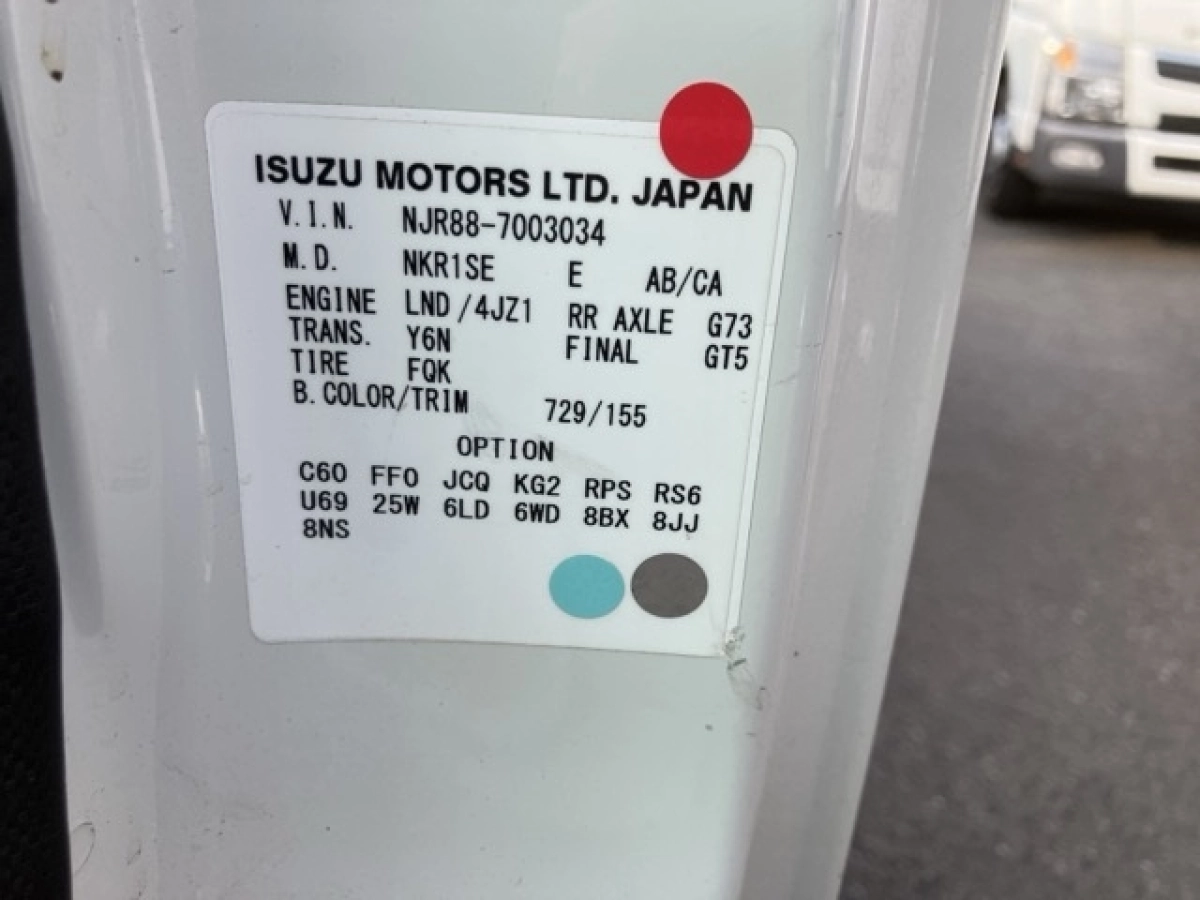 ISUZU MOTORS LTD. JAPAN
V.I.N. NJR88-7003034
M.D. NKR1SE E AB/CA
ENGINE LND/4JZ1 RR AXLE G73
TRANS. Y6N FINAL GT5
TIRE FQK
B.COLOR/TRIM 729/155
OPTION
C60 FF0 JCQ KG2 RPS RS6
U69 25W 6LD 6WD 8BX 8JJ
8NS